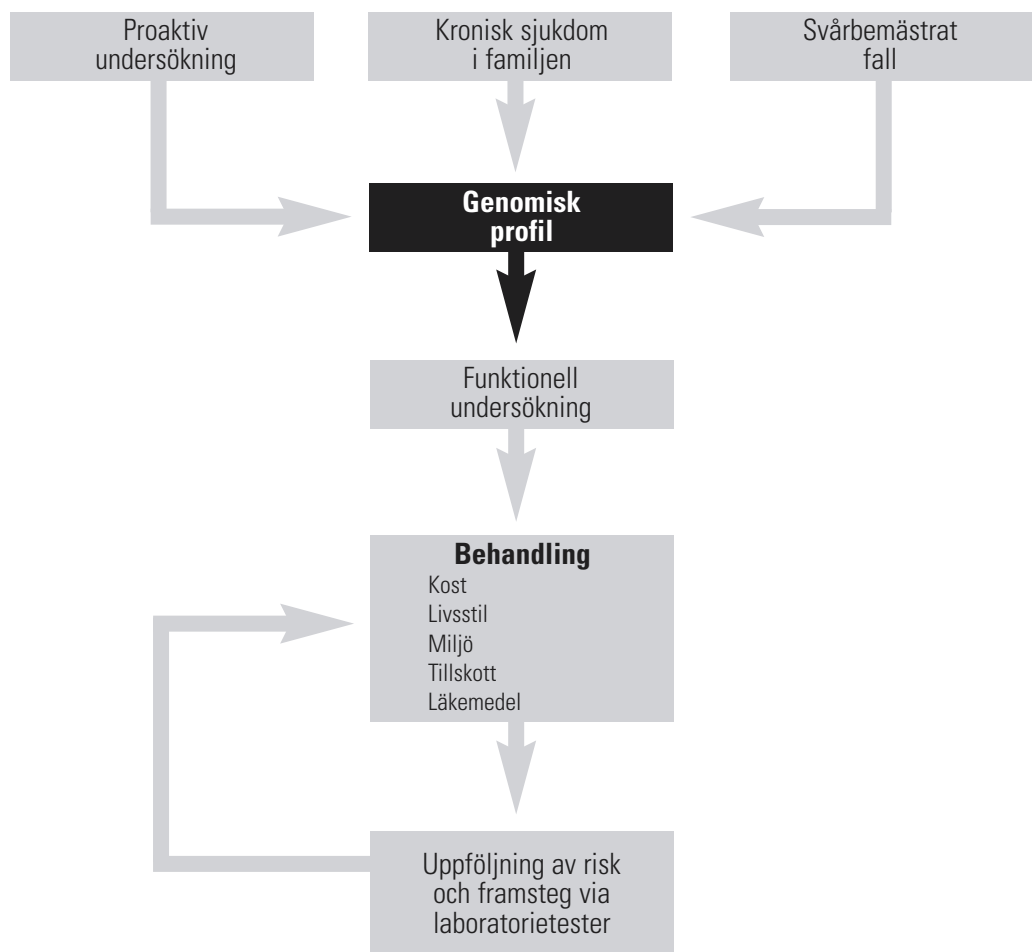 Proaktiv
undersökning
Kronisk sjukdom
i familjen
Svårbemästrat
fall
Genomisk
profil
Funktionell
undersökning
Behandling
Kost
Livsstil
Miljö
Tillskott
Läkemedel
Uppföljning av risk
och framsteg via
laboratorietester